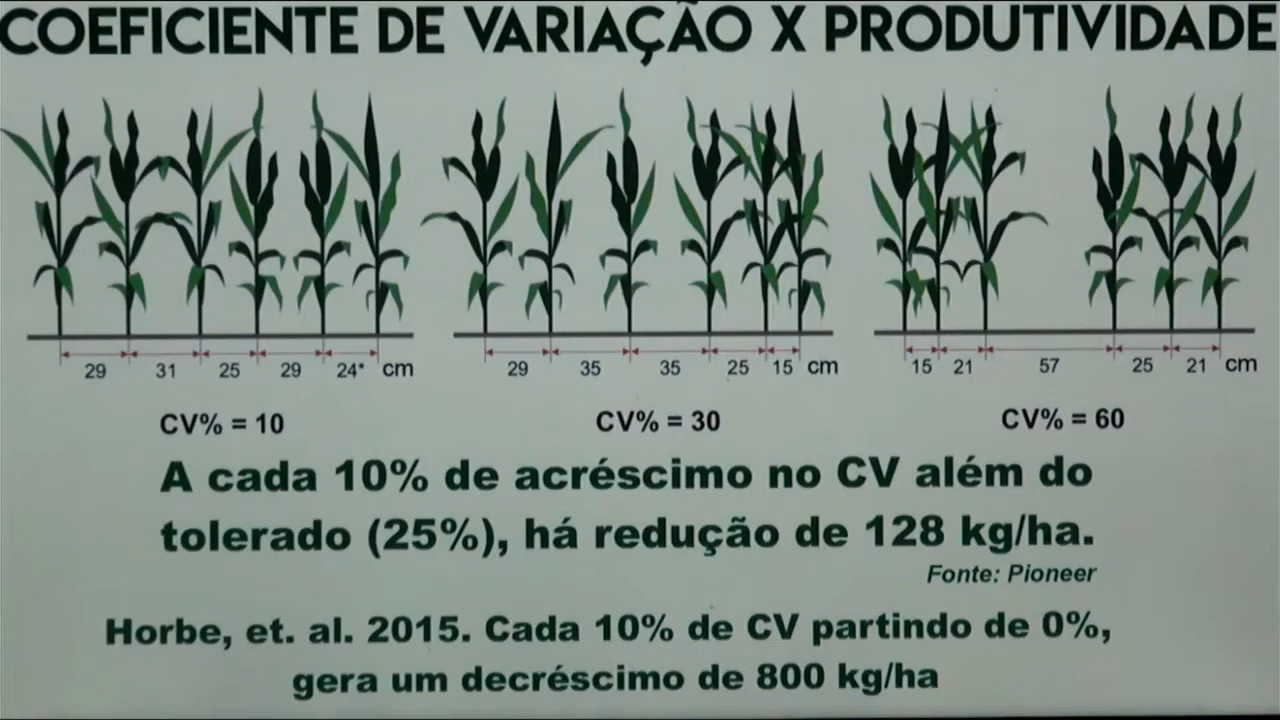 COEFICIENTE DE VARIAÇÃO X PRODUTIVIDADE
29 31 25 29 24* cm
29 35 35 25 15 cm
15 21 57 25 21 cm
CV% = 10
CV% = 30
CV% = 60
A cada 10% de acréscimo no CV além do
tolerado (25%), há redução de 128 kg/ha.
Fonte: Pioneer
Horbe, et. al. 2015. Cada 10% de CV partindo de 0%,
gera um decréscimo de 800 kg/ha